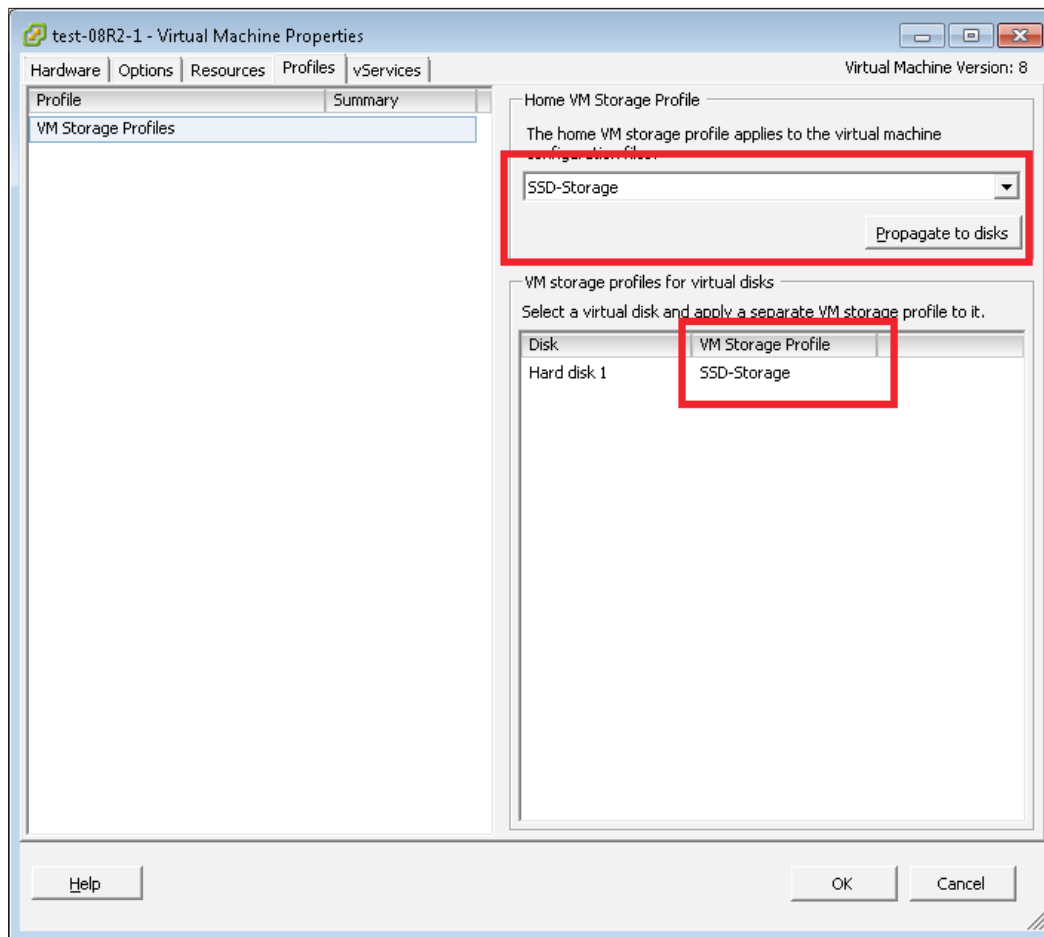 test-08R2-1 - Virtual Machine Properties
Hardware Options Resources Profiles vServices
Virtual Machine Version: 8
Profile Summary
VM Storage Profiles
Home VM Storage Profile
The home VM storage profile applies to the virtual machine
configuration files.
SSD-Storage
Propagate to disks
VM storage profiles for virtual disks
Select a virtual disk and apply a separate VM storage profile to it.
Disk VM Storage Profile
Hard disk 1 SSD-Storage
Help OK Cancel